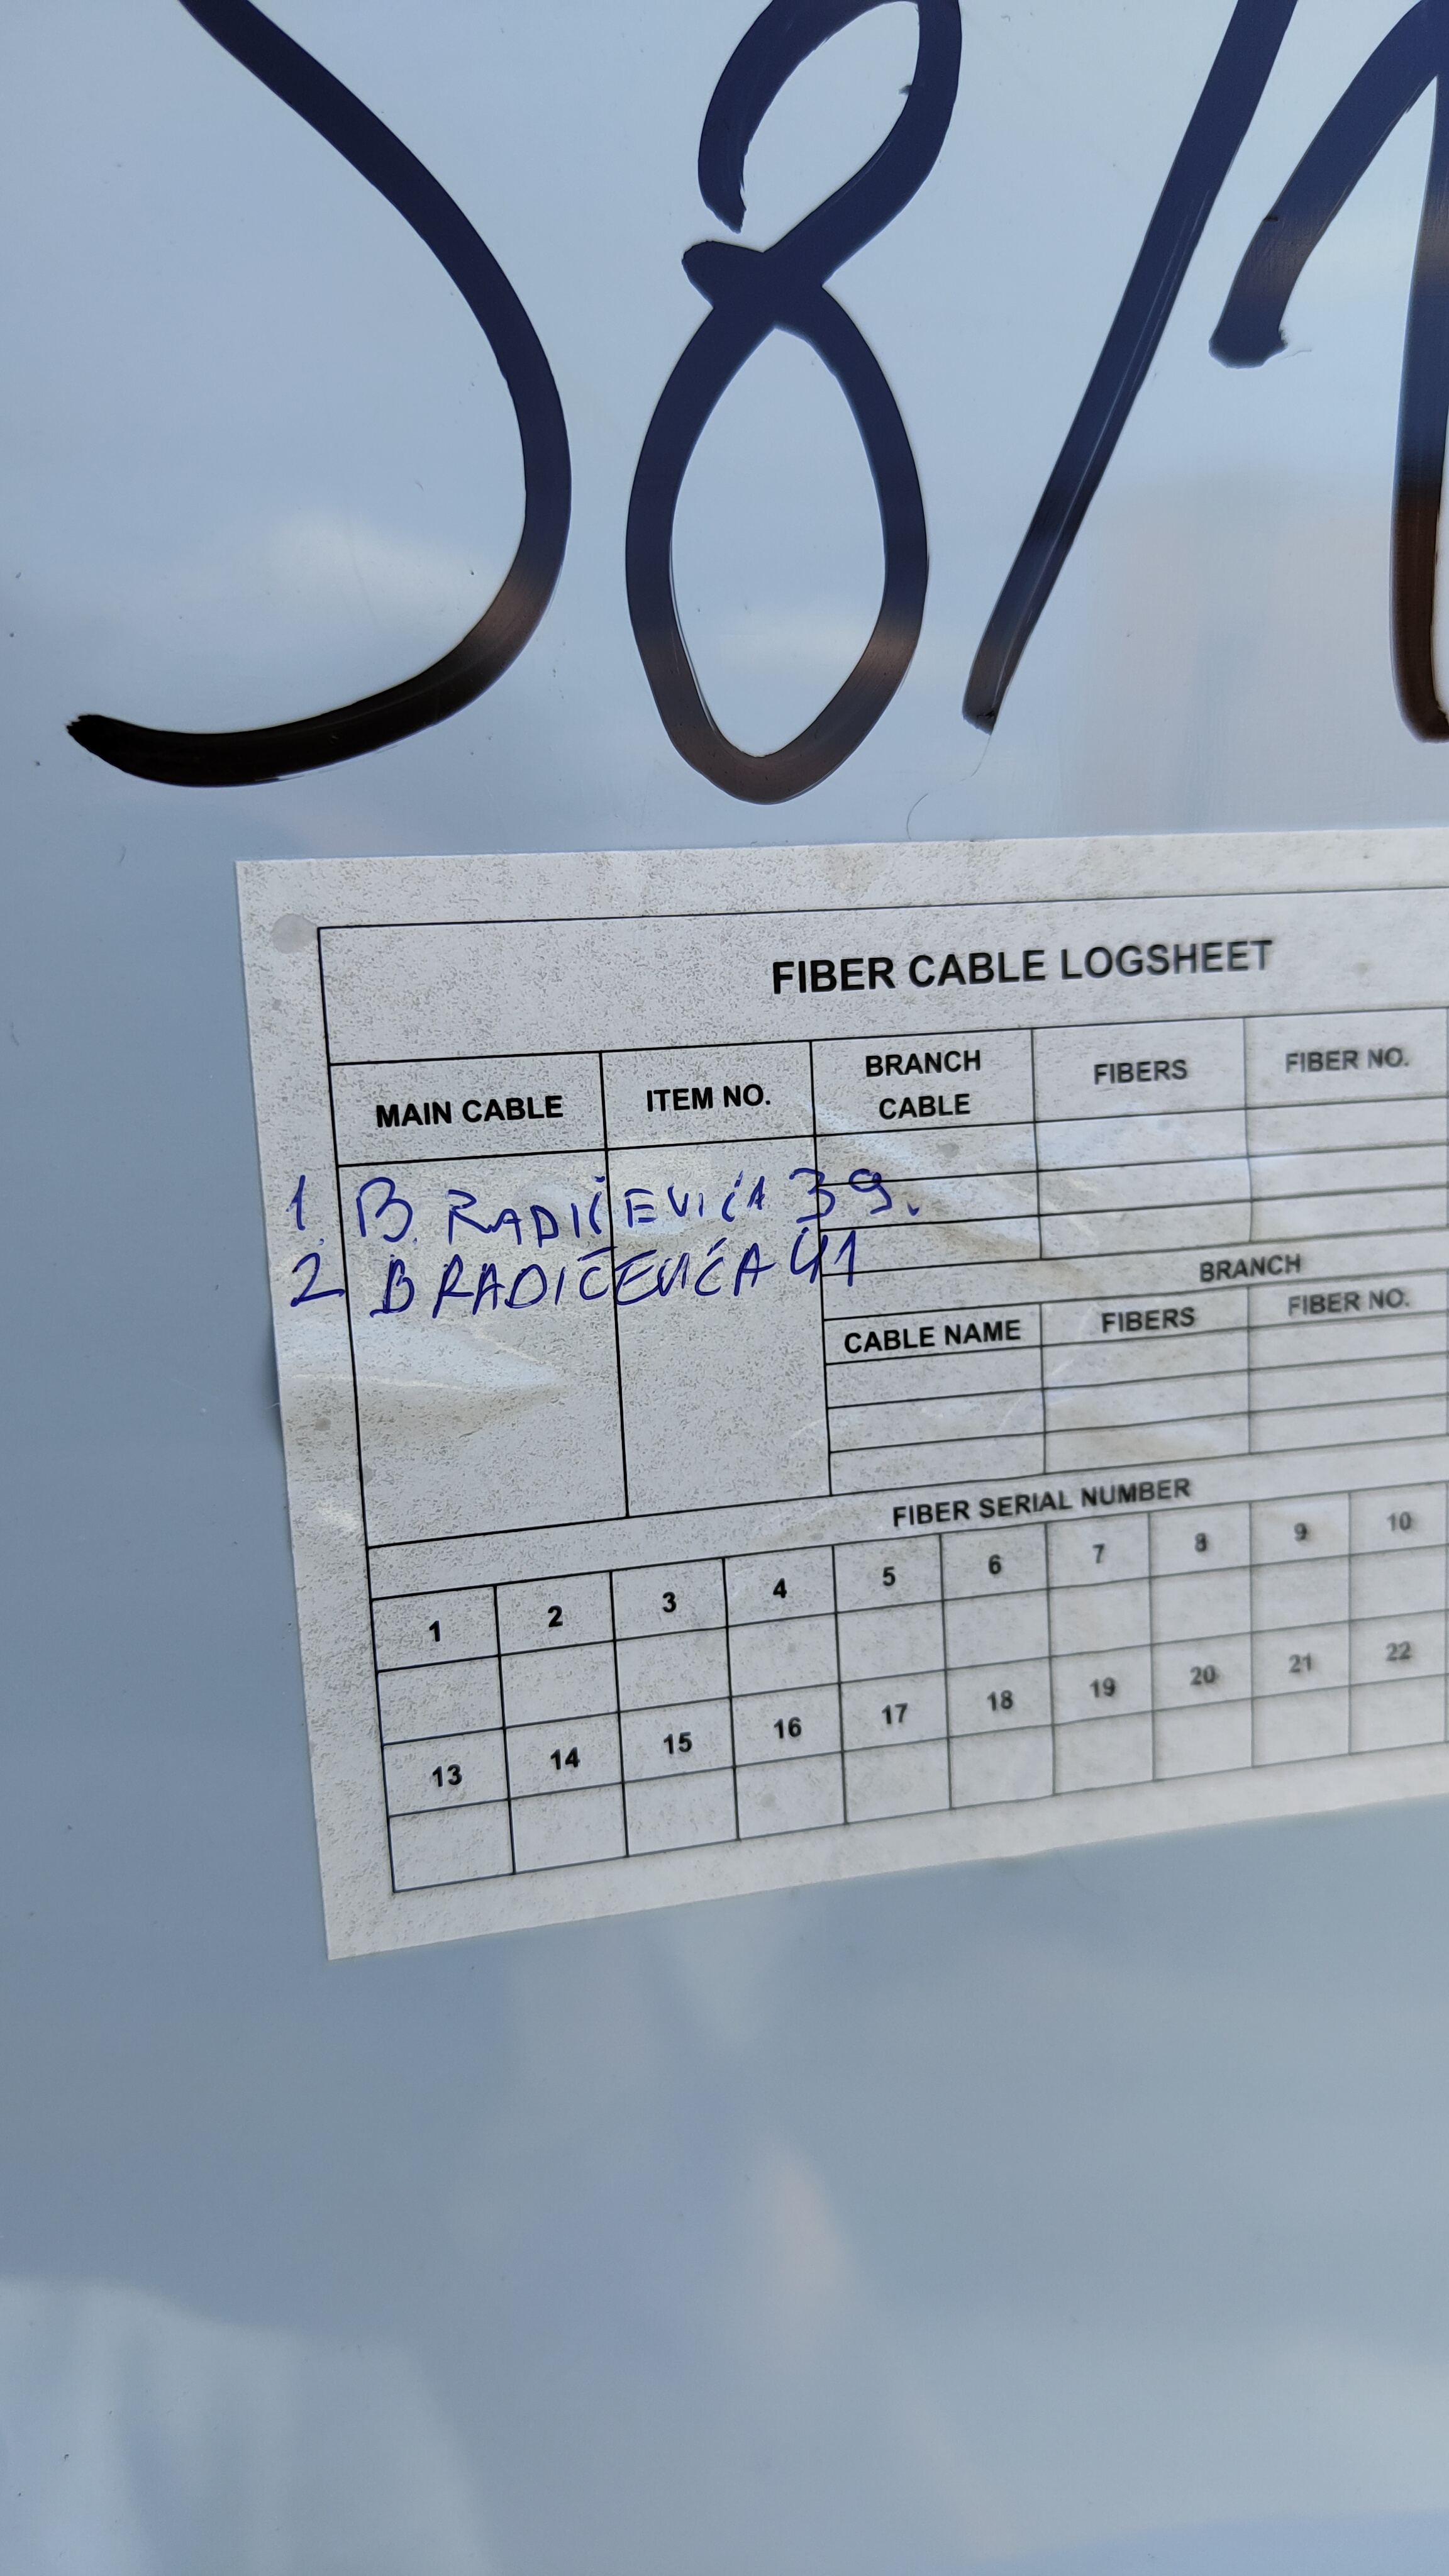 58/1
FIBER CABLE LOGSHEET
MAIN CABLE ITEM NO. BRANCH CABLE FIBERS FIBER NO.
1. B. RADIČEVIĆA 39.
2 B RADIČEVIĆA 41
BRANCH
CABLE NAME FIBERS FIBER NO.
FIBER SERIAL NUMBER
1 2 3 4 5 6 7 8 9 10
13 14 15 16 17 18 19 20 21 22